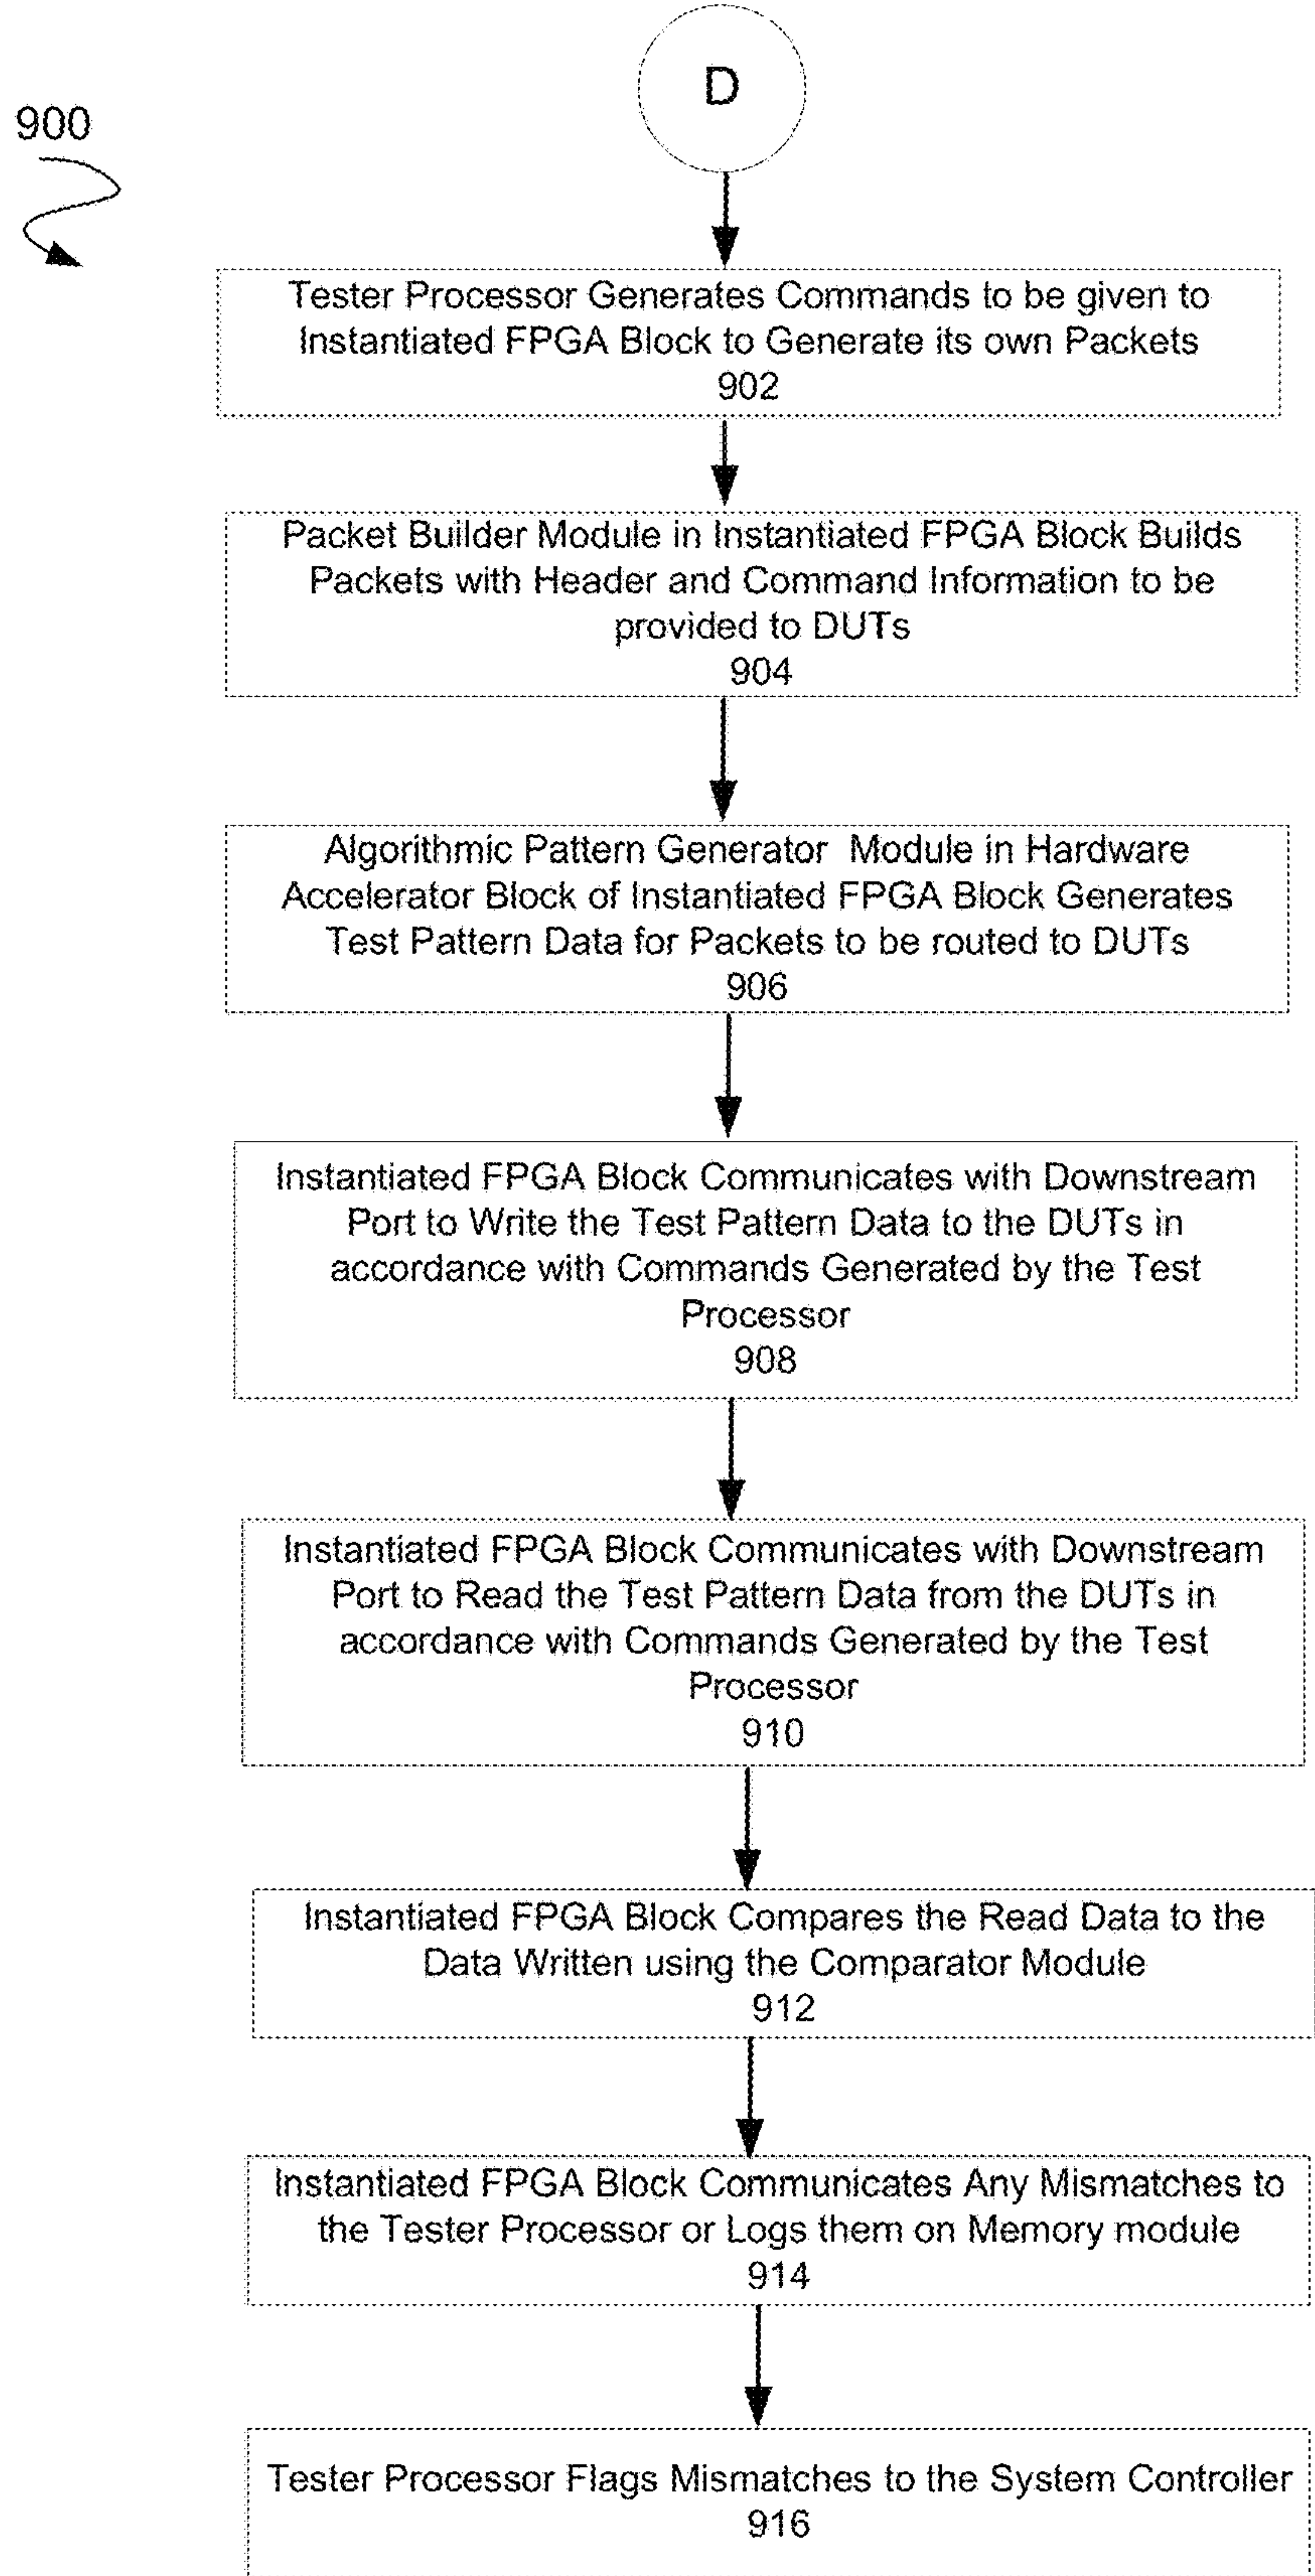 D
900
Tester Processor Generates Commands to be given to
Instantiated FPGA Block to Generate its own Packets
902
Packet Builder Module in Instantiated FPGA Block Builds
Packets with Header and Command Information to be
provided to DUTs
904
Algorithmic Pattern Generator Module in Hardware
Accelerator Block of Instantiated FPGA Block Generates
Test Pattern Data for Packets to be routed to DUTs
906
Instantiated FPGA Block Communicates with Downstream
Port to Write the Test Pattern Data to the DUTs in
accordance with Commands Generated by the Test
Processor
908
Instantiated FPGA Block Communicates with Downstream
Port to Read the Test Pattern Data from the DUTs in
accordance with Commands Generated by the Test
Processor
910
Instantiated FPGA Block Compares the Read Data to the
Data Written using the Comparator Module
912
Instantiated FPGA Block Communicates Any Mismatches to
the Tester Processor or Logs them on Memory module
914
Tester Processor Flags Mismatches to the System Controller
916